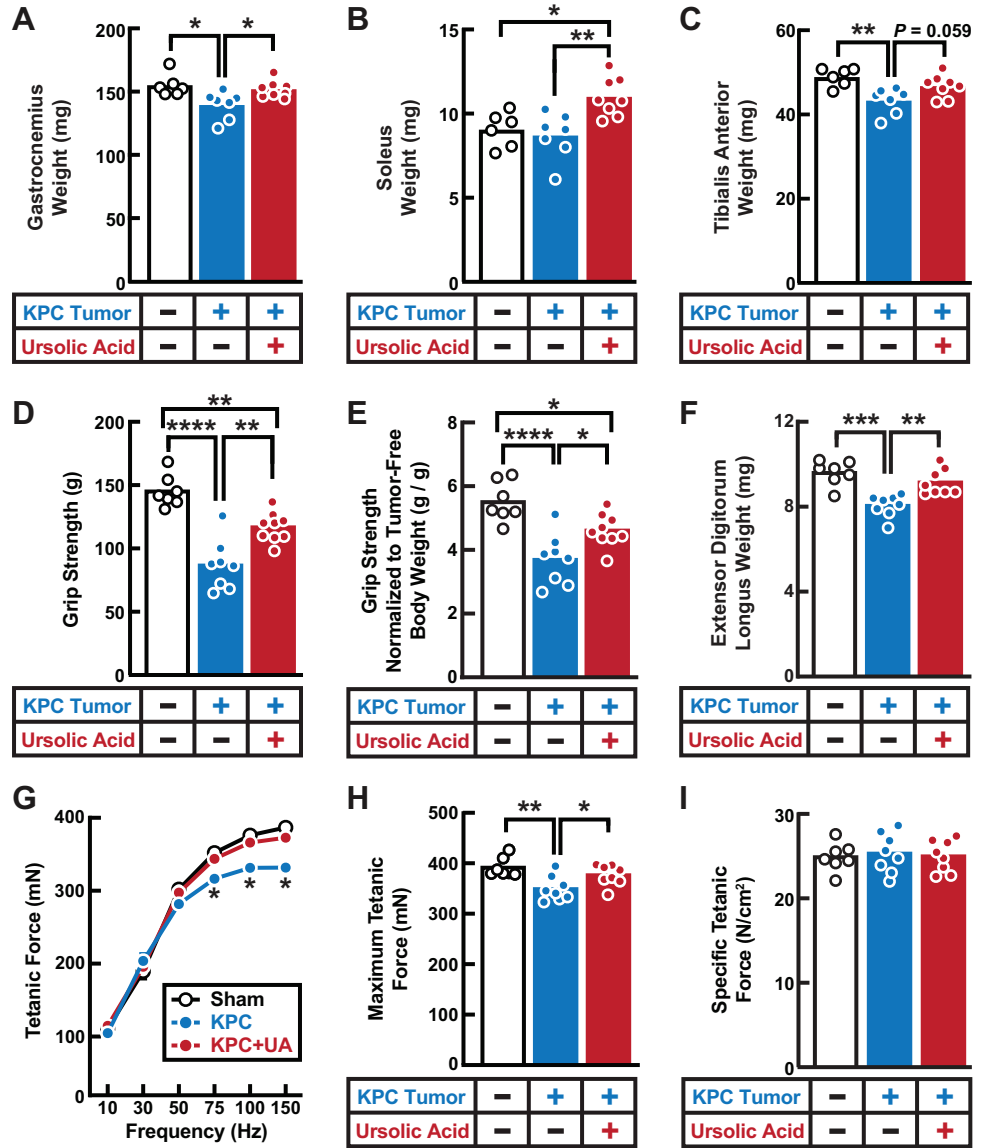 A
Gastrocnemius
Weight (mg)
200
150
100
50
0
* *
KPC Tumor − + +
Ursolic Acid − − +
B
Soleus
Weight (mg)
15
10
5
0
*
**
KPC Tumor − + +
Ursolic Acid − − +
C
Tibialis Anterior
Weight (mg)
60
40
20
0
** P = 0.059
KPC Tumor − + +
Ursolic Acid − − +
D
Grip Strength (g)
200
150
100
50
0
**
**** **
KPC Tumor − + +
Ursolic Acid − − +
E
Grip Strength
Normalized to Tumor-Free
Body Weight (g / g)
8
6
4
2
0
*
**** *
KPC Tumor − + +
Ursolic Acid − − +
F
Extensor Digitorum
Longus Weight (mg)
12
8
4
0
*** **
KPC Tumor − + +
Ursolic Acid − − +
G
Tetanic Force (mN)
400
300
200
100
0
* * *
Sham
KPC
KPC+UA
10 30 50 75 100 150
Frequency (Hz)
H
Maximum Tetanic
Force (mN)
500
400
300
200
100
0
** *
KPC Tumor − + +
Ursolic Acid − − +
I
Specific Tetanic
Force (N/cm²)
30
20
10
0
KPC Tumor − + +
Ursolic Acid − − +